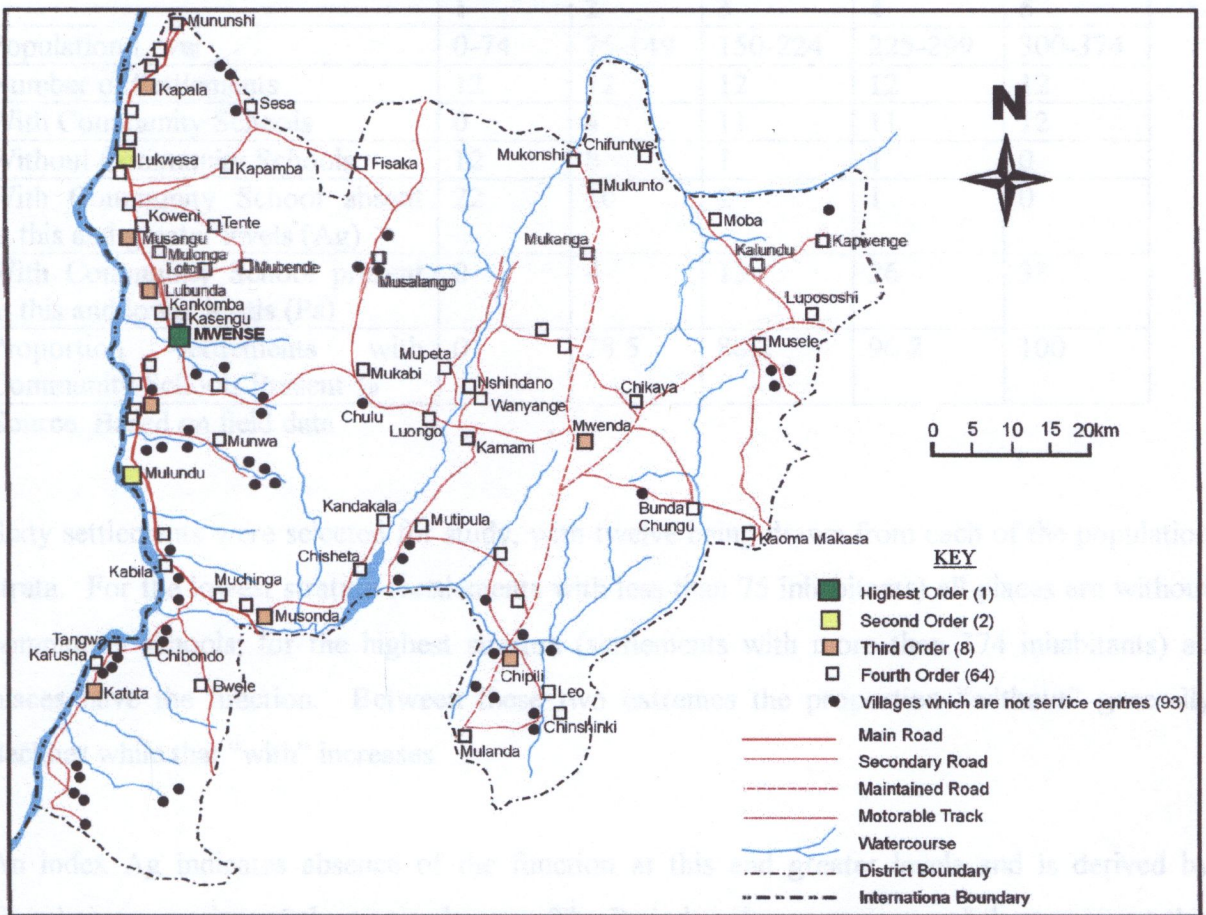 Mununshi
Kapala
Sesa
Lukwesa
Kapamba
Fisaka
Mukonshi
Chifuntwe
Mukunto
N
Koweni
Tente
Musangu
Mulonga
Loto
Mubende
Lubunda
Kankomba
Kasengu
MWENSE
Musailango
Mukanga
Moba
Kalundu
Kapwenge
Lupososhi
Musele
Mukabi
Mupeta
Nshindano
Wanyange
Chikaya
Chulu
Luongo
Kamami
Mwenda
0 5 10 15 20km
Munwa
Mulundu
Kandakala
Mutipula
Bunda
Chungu
Kaoma Makasa
Kabila
Chisheta
Muchinga
Musonda
Tangwa
Kafusha
Chibondo
Katuta
Bwele
Chipili
Leo
Chinshinki
Mulanda
KEY
Highest Order (1)
Second Order (2)
Third Order (8)
Fourth Order (64)
Villages which are not service centres (93)
Main Road
Secondary Road
Maintained Road
Motorable Track
Watercourse
District Boundary
Internationa Boundary